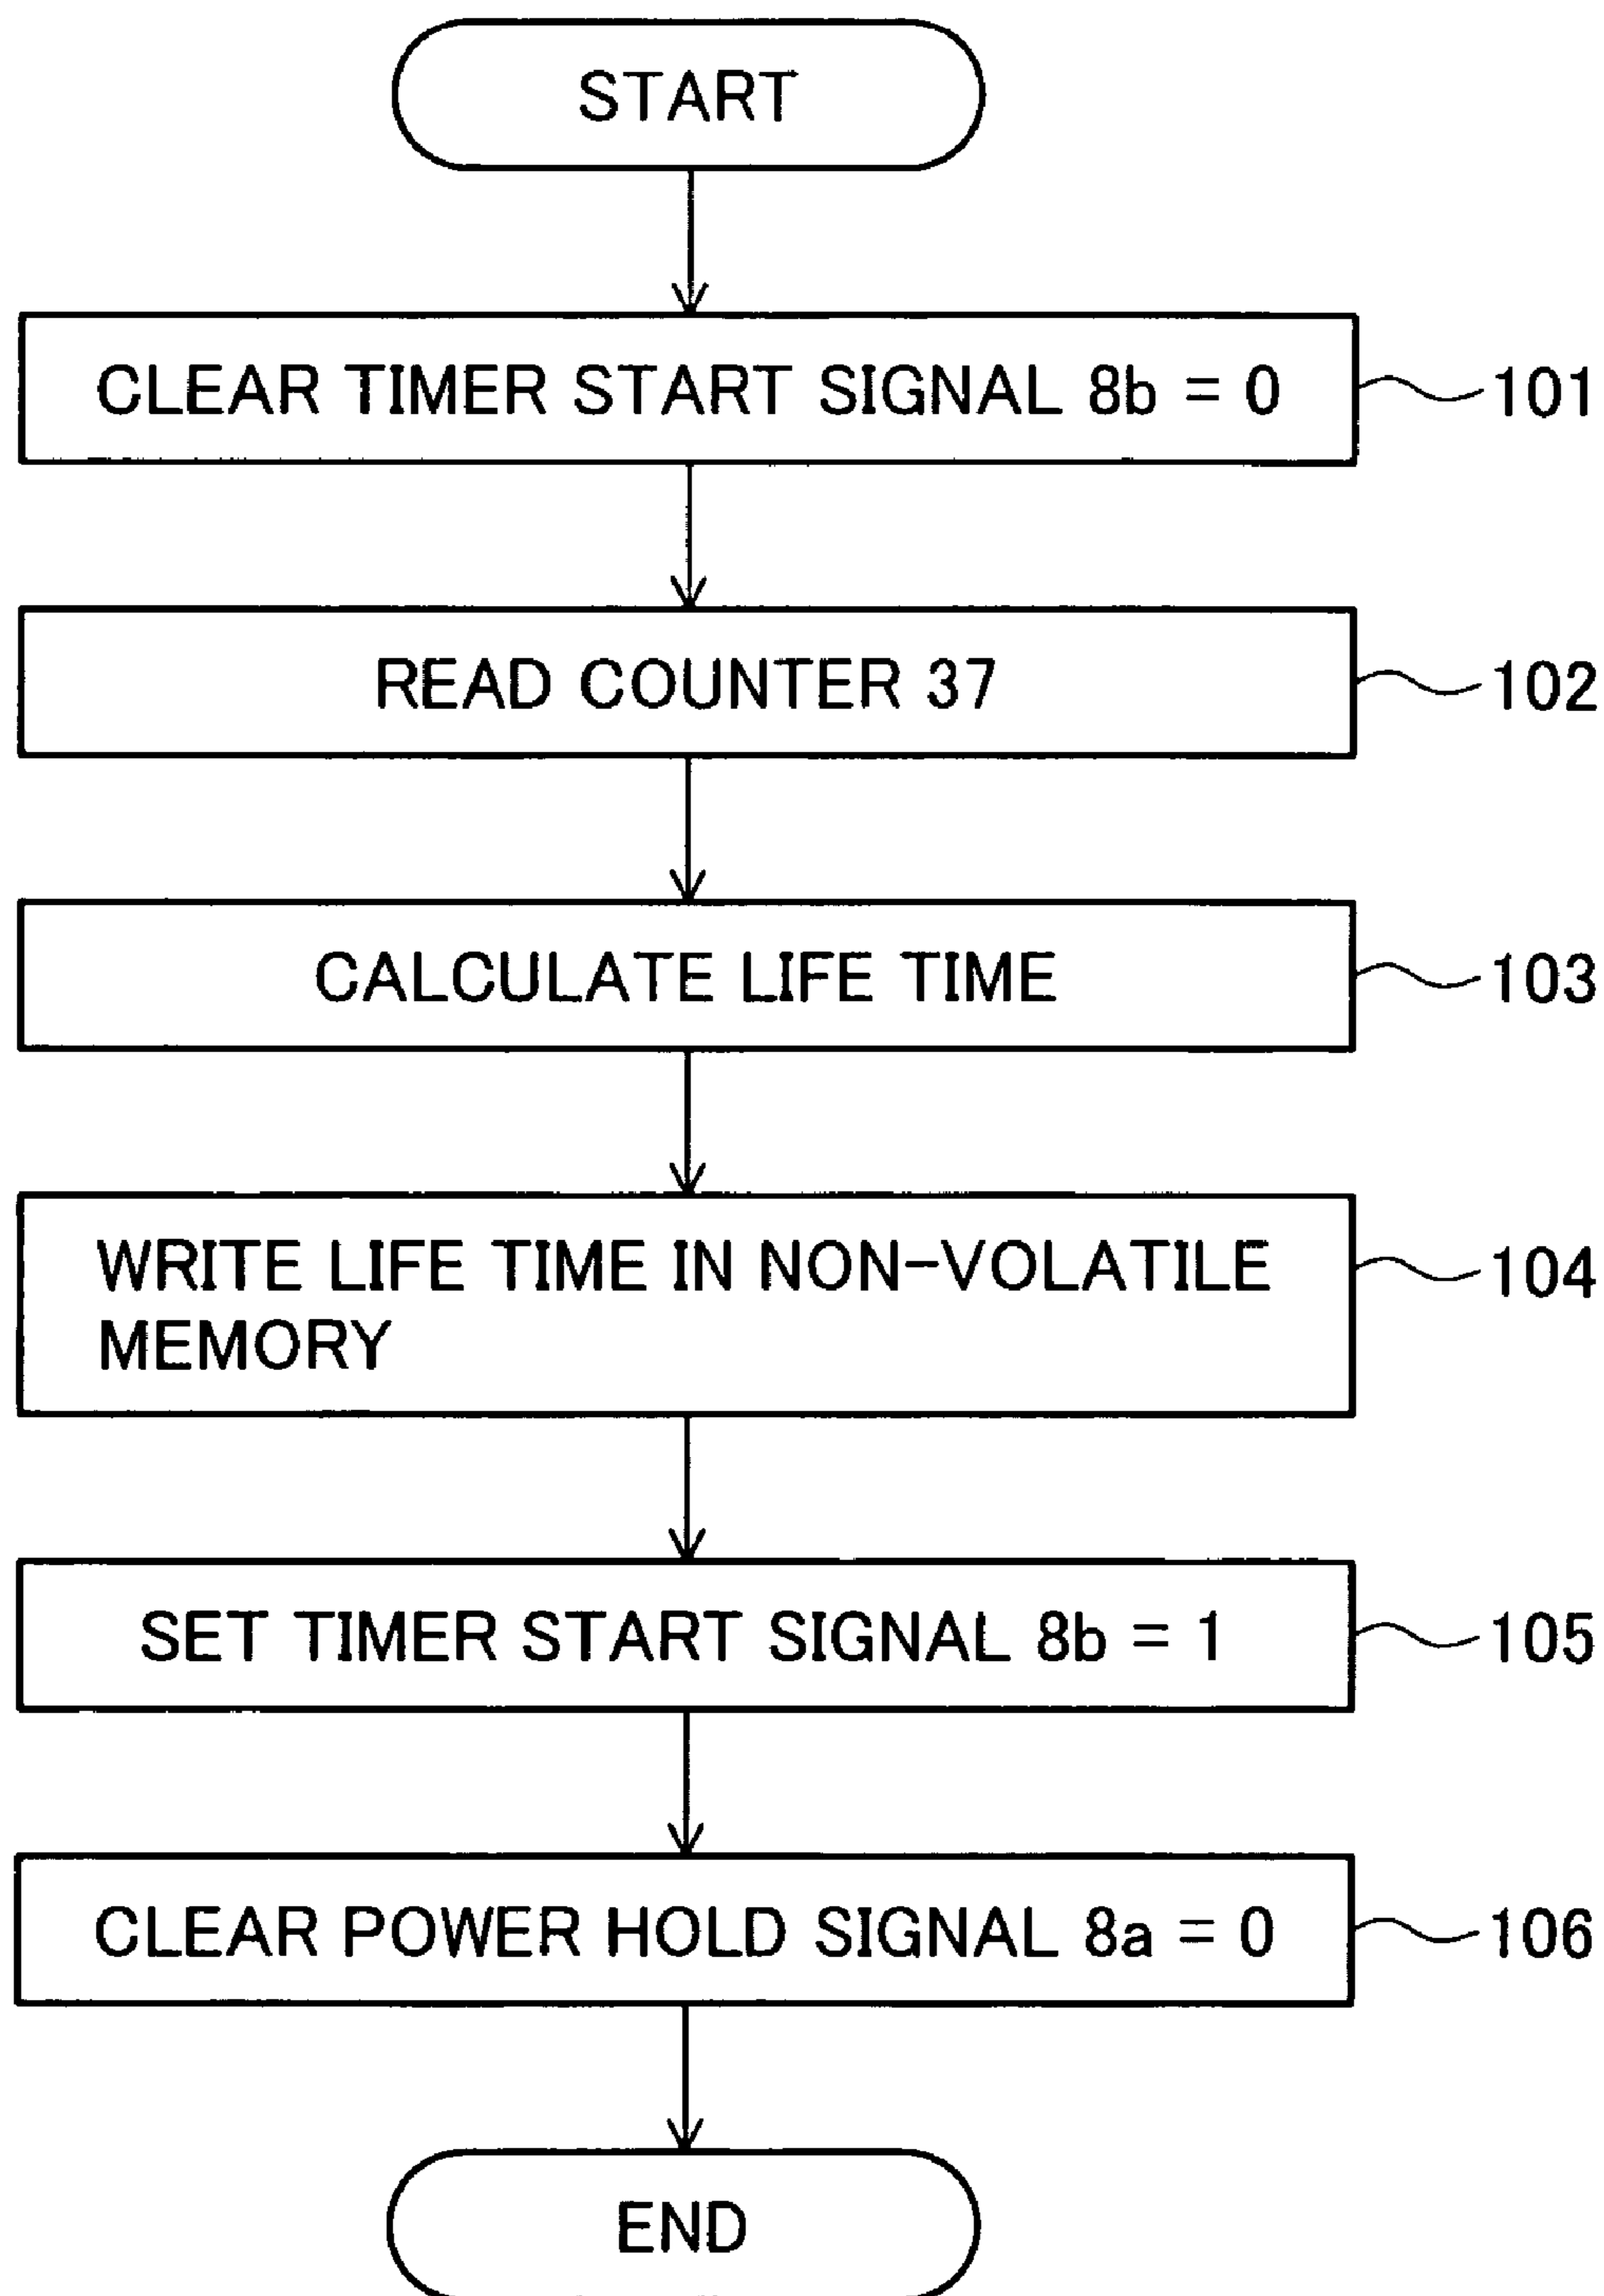 START
CLEAR TIMER START SIGNAL 8b = 0
101
READ COUNTER 37
102
CALCULATE LIFE TIME
103
WRITE LIFE TIME IN NON-VOLATILE
MEMORY
104
SET TIMER START SIGNAL 8b = 1
105
CLEAR POWER HOLD SIGNAL 8a = 0
106
END